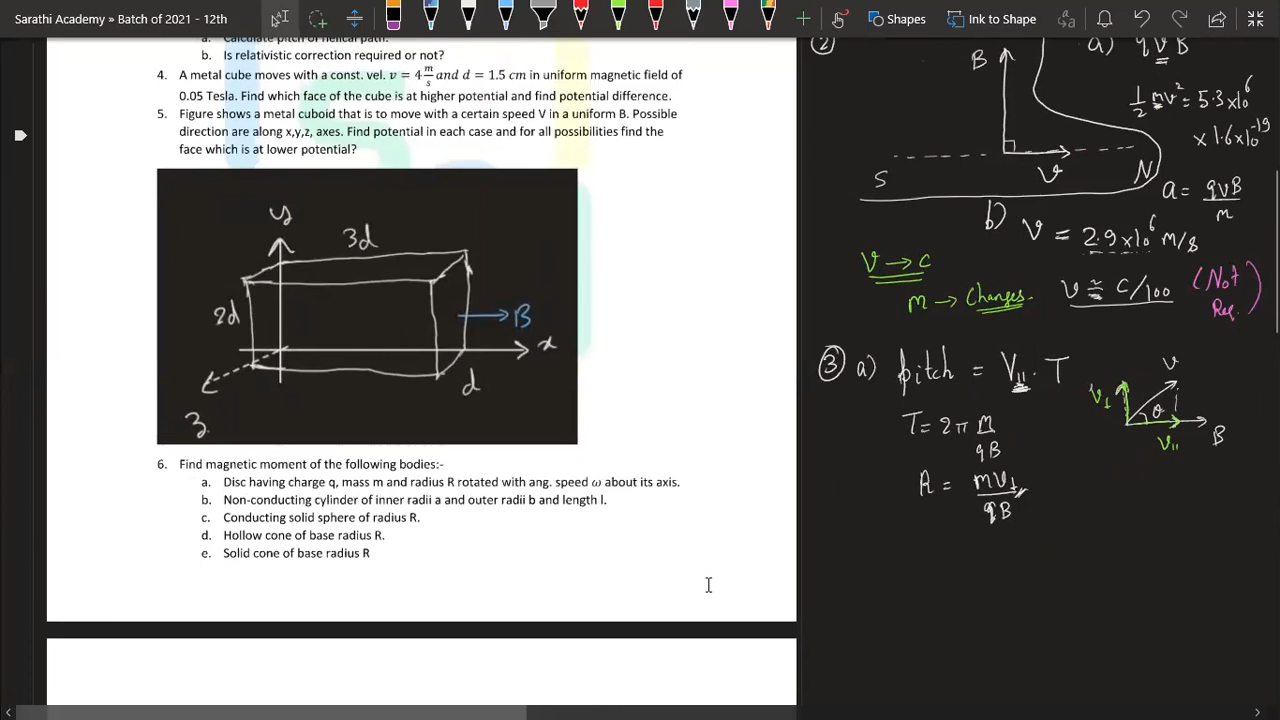 Sarathi Academy » Batch of 2021 - 12th
Shapes
Ink to Shape
a. Calculate pitch of helical path.
b. Is relativistic correction required or not?
4. A metal cube moves with a const. vel. v = 4 m/s and d = 1.5 cm in uniform magnetic field of
0.05 Tesla. Find which face of the cube is at higher potential and find potential difference.
5. Figure shows a metal cuboid that is to move with a certain speed V in a uniform B. Possible
direction are along x,y,z, axes. Find potential in each case and for all possibilities find the
face which is at lower potential?
y
3d
2d
B
x
d
3
6. Find magnetic moment of the following bodies:-
a. Disc having charge q, mass m and radius R rotated with ang. speed ω about its axis.
b. Non-conducting cylinder of inner radii a and outer radii b and length l.
c. Conducting solid sphere of radius R.
d. Hollow cone of base radius R.
e. Solid cone of base radius R
②
a) qvB
B
1/2 mv² = 5.3x10⁶
x 1.6x10⁻¹⁹
v
S
N
a = qvB/m
b) v = 2.9x10⁶ m/s
v → c
m → Changes.
v ≅ c/100
(Not
Req.)
③ a) pitch = V∥ . T
T = 2π m/qB
R = mv⊥/qB
v
V⊥
θ
V∥
B